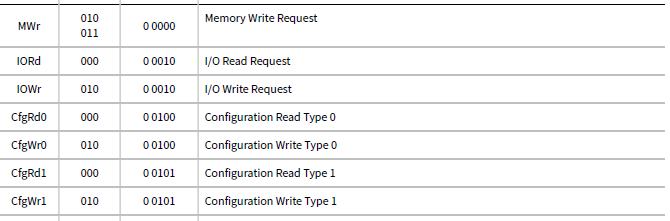 MWr 010 011 0 0000 Memory Write Request
IORd 000 0 0010 I/O Read Request
IOWr 010 0 0010 I/O Write Request
CfgRd0 000 0 0100 Configuration Read Type 0
CfgWr0 010 0 0100 Configuration Write Type 0
CfgRd1 000 0 0101 Configuration Read Type 1
CfgWr1 010 0 0101 Configuration Write Type 1